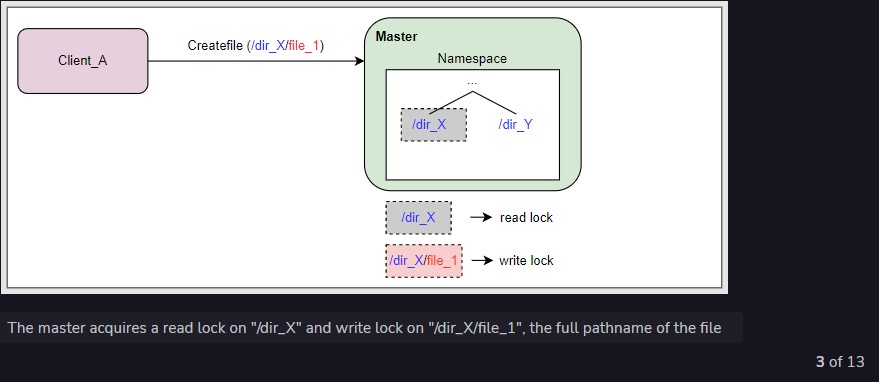 Client_A
Createfile (/dir_X/file_1)
Master
Namespace
...
/dir_X
/dir_Y
/dir_X
read lock
/dir_X/file_1
write lock
The master acquires a read lock on "/dir_X" and write lock on "/dir_X/file_1", the full pathname of the file
3 of 13